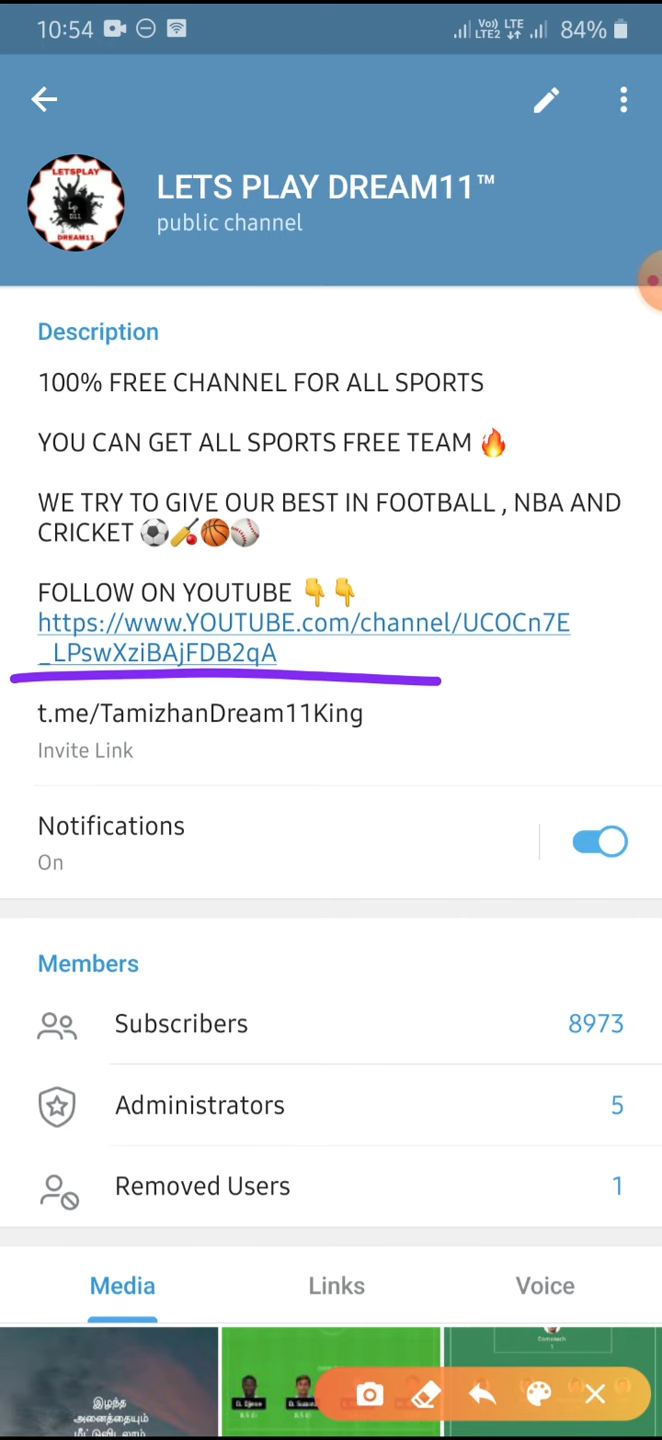 10:54
Vo)) LTE
LTE2
84%
LETSPLAY
Lp
D11
DREAM11
LETS PLAY DREAM11™
public channel
Description
100% FREE CHANNEL FOR ALL SPORTS
YOU CAN GET ALL SPORTS FREE TEAM 🔥
WE TRY TO GIVE OUR BEST IN FOOTBALL , NBA AND
CRICKET ⚽🏏🏀⚾
FOLLOW ON YOUTUBE 👇👇
https://www.YOUTUBE.com/channel/UCOCn7E
_LPswXziBAjFDB2qA
t.me/TamizhanDream11King
Invite Link
Notifications
On
Members
Subscribers
8973
Administrators
5
Removed Users
1
Media
Links
Voice
இழந்த
அனைத்தையும்
D. Djene